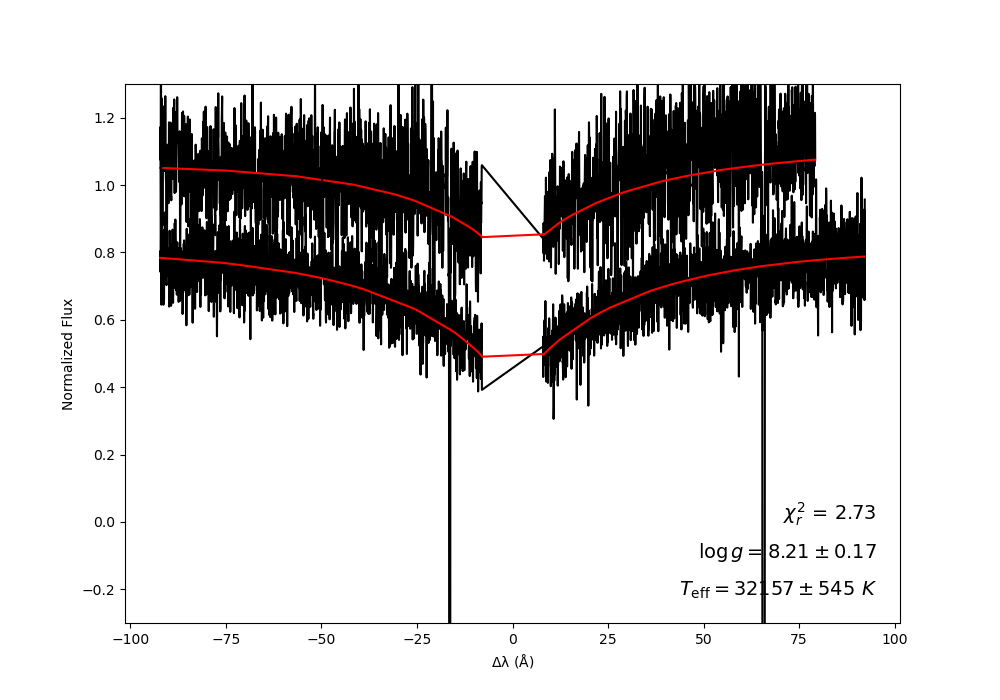 1.2
1.0
0.8
0.6
0.4
0.2
0.0
−0.2
Normalized Flux
χ²ᵣ = 2.73
log g = 8.21 ± 0.17
T_eff = 32157 ± 545 K
−100 −75 −50 −25 0 25 50 75 100
Δλ (Å)